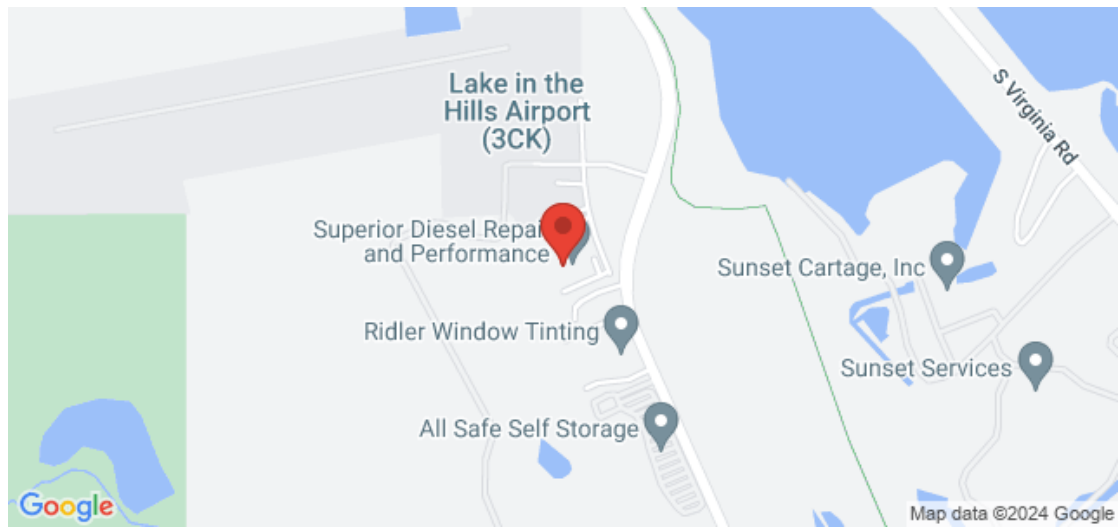 Lake in the
Hills Airport
(3CK)
S Virginia Rd
Superior Diesel Repair
and Performance
Sunset Cartage, Inc
Ridler Window Tinting
Sunset Services
All Safe Self Storage
Google
Map data ©2024 Google